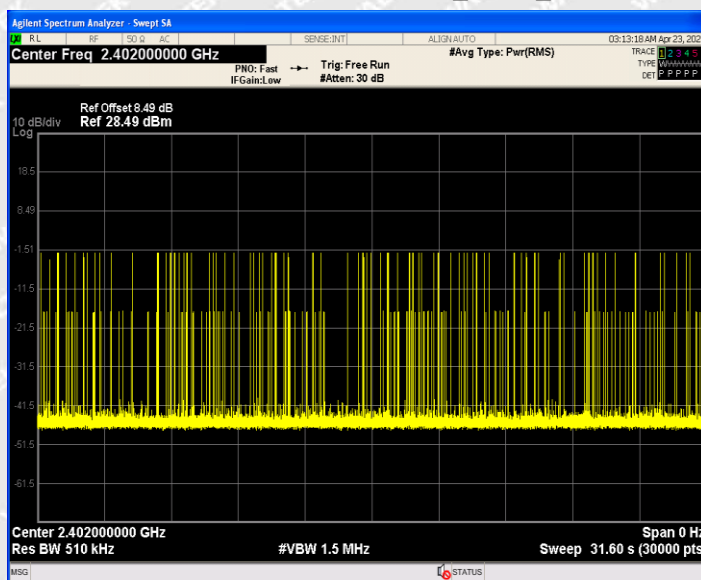 Agilent Spectrum Analyzer - Swept SA
RL RF 50 Ω AC SENSE:INT ALIGN AUTO 03:13:18 AM Apr 23, 202
Center Freq 2.402000000 GHz #Avg Type: Pwr(RMS) TRACE 1 2 3 4 5
PNO: Fast Trig: Free Run TYPE
IFGain:Low #Atten: 30 dB DET P P P P P
Ref Offset 8.49 dB
10 dB/div Ref 28.49 dBm
Log
18.5
8.49
-1.51
-11.5
-21.5
-31.5
-41.5
-51.5
-61.5
Center 2.402000000 GHz Span 0 Hz
Res BW 510 kHz #VBW 1.5 MHz Sweep 31.60 s (30000 pts
MSG STATUS